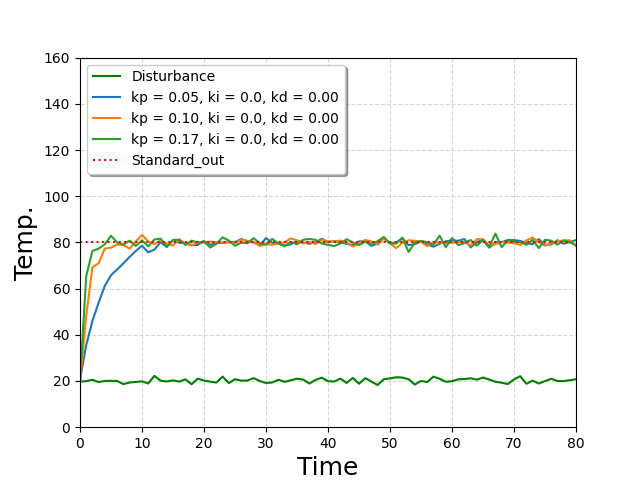 160
140
120
100
80
60
40
20
0
Temp.
Disturbance
kp = 0.05, ki = 0.0, kd = 0.00
kp = 0.10, ki = 0.0, kd = 0.00
kp = 0.17, ki = 0.0, kd = 0.00
Standard_out
0 10 20 30 40 50 60 70 80
Time